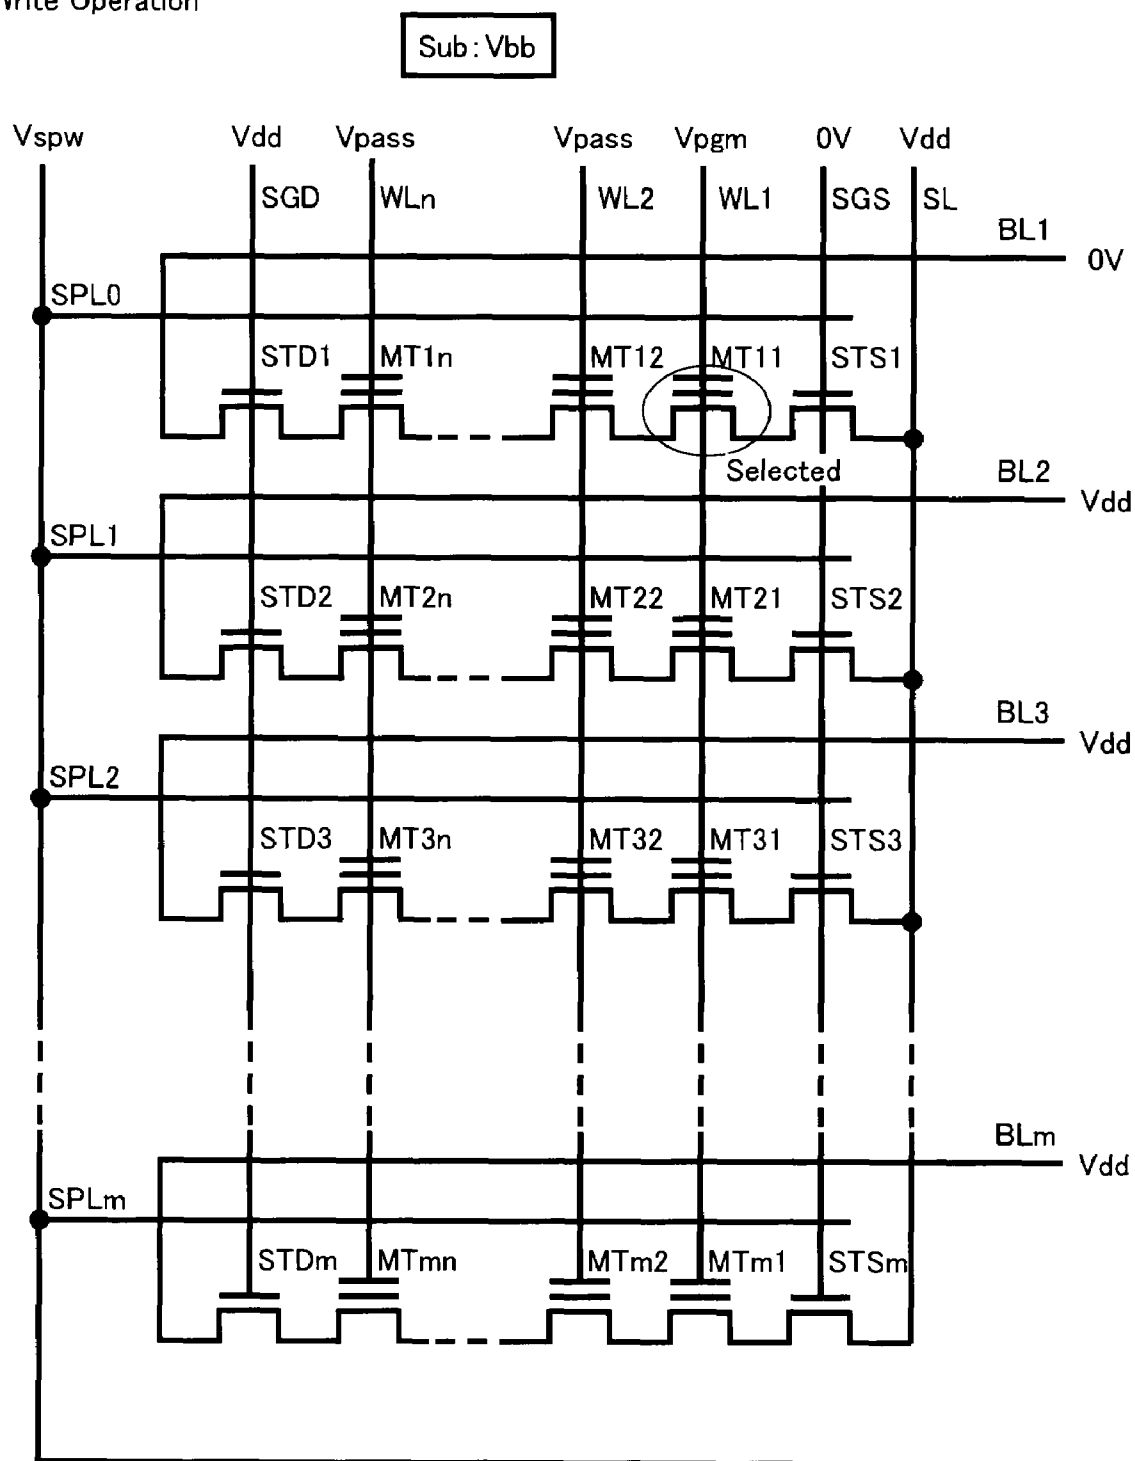 Write Operation
Sub : Vbb
Vspw Vdd Vpass Vpass Vpgm 0V Vdd
SGD WLn WL2 WL1 SGS SL
BL1
0V
SPL0
STD1 MT1n MT12 MT11 STS1
Selected
BL2
Vdd
SPL1
STD2 MT2n MT22 MT21 STS2
BL3
Vdd
SPL2
STD3 MT3n MT32 MT31 STS3
BLm
Vdd
SPLm
STDm MTmn MTm2 MTm1 STSm